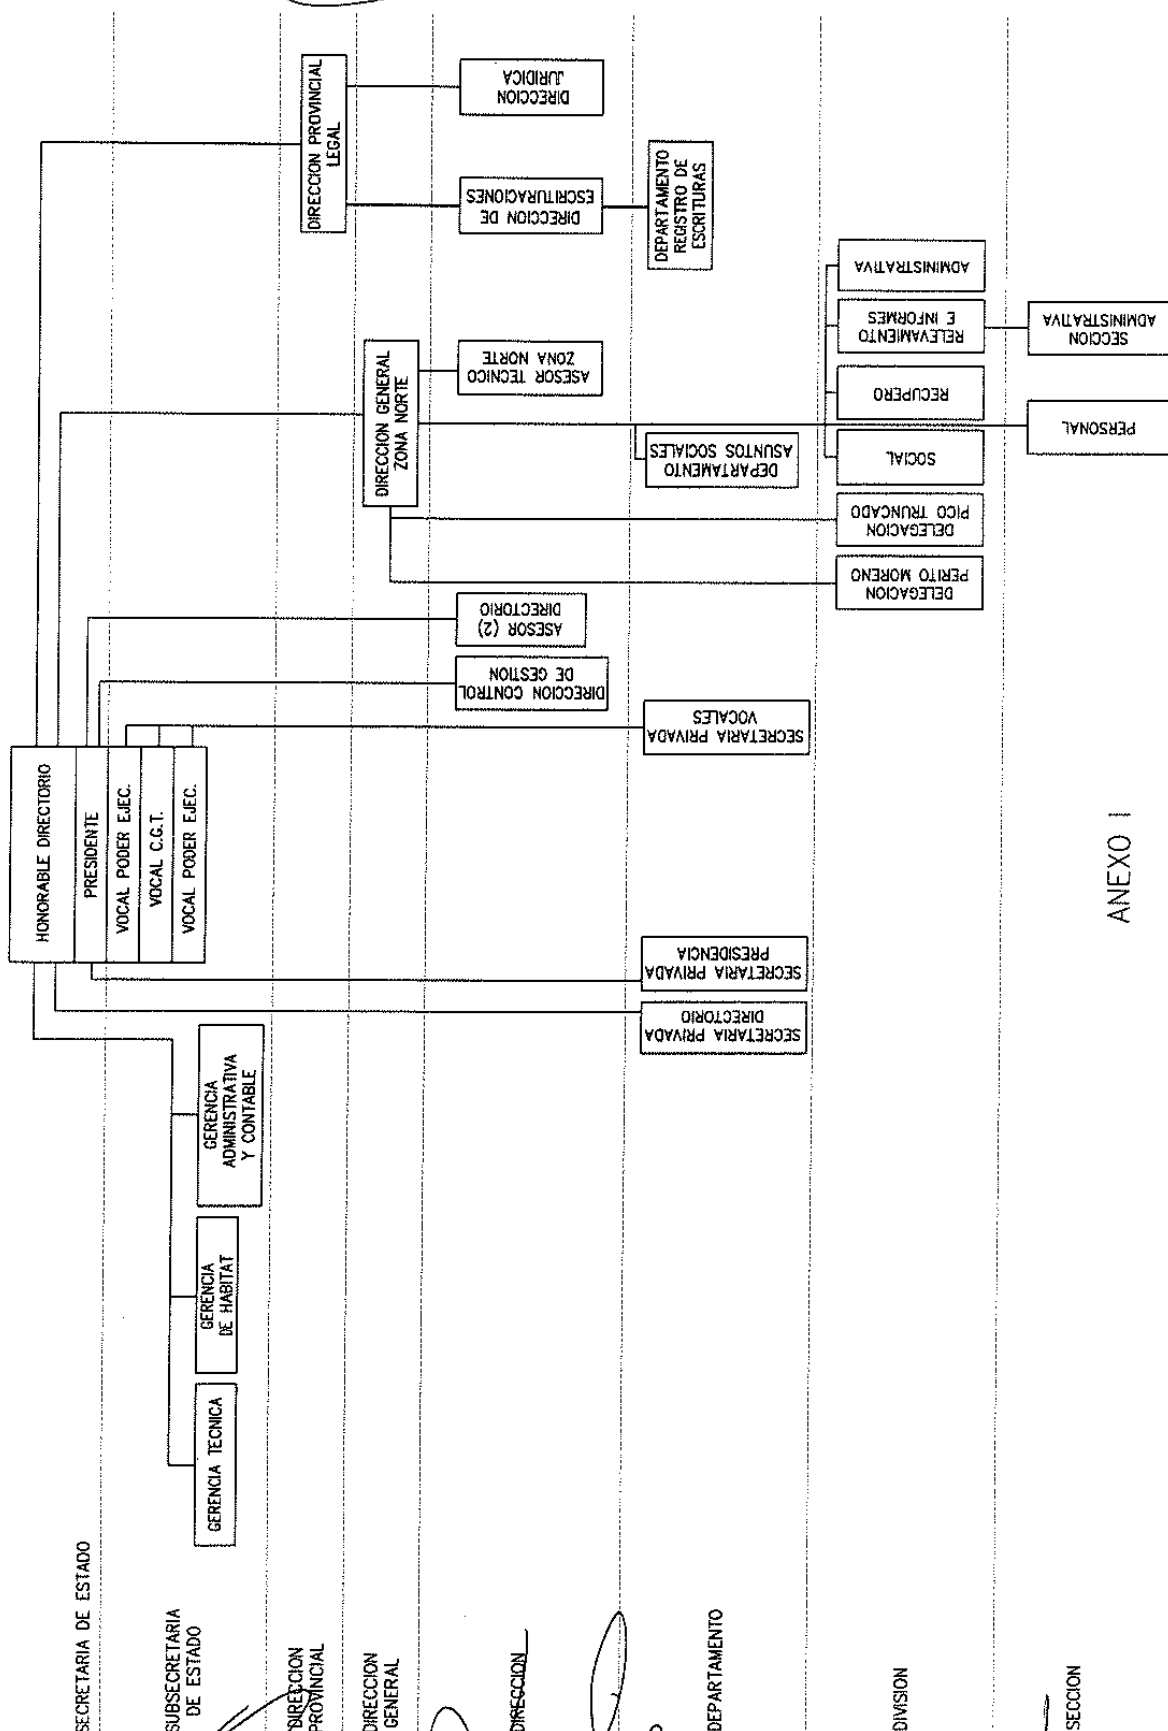 SECRETARIA DE ESTADO
SUBSECRETARIA
DE ESTADO
DIRECCION
PROVINCIAL
DIRECCION
GENERAL
DIRECCION
DEPARTAMENTO
DIVISION
SECCION
HONORABLE DIRECTORIO
PRESIDENTE
VOCAL PODER EJEC.
VOCAL C.G.T.
VOCAL PODER EJEC.
GERENCIA TECNICA
GERENCIA
DE HABITAT
GERENCIA
ADMINISTRATIVA
Y CONTABLE
SECRETARIA PRIVADA
DIRECTORIO
SECRETARIA PRIVADA
PRESIDENCIA
SECRETARIA PRIVADA
VOCALES
DIRECCION CONTROL
DE GESTION
ASESOR (2)
DIRECTORIO
DIRECCION GENERAL
ZONA NORTE
ASESOR TECNICO
ZONA NORTE
DEPARTAMENTO
ASUNTOS SOCIALES
DELEGACION
PERITO MORENO
DELEGACION
PICO TRUNCADO
SOCIAL
RECUPERO
RELEVAMIENTO
E INFORMES
ADMINISTRATIVA
PERSONAL
SECCION
ADMINISTRATIVA
DIRECCION PROVINCIAL
LEGAL
DIRECCION DE
ESCRITURACIONES
DIRECCION
JURIDICA
DEPARTAMENTO
REGISTRO DE
ESCRITURAS
ANEXO I